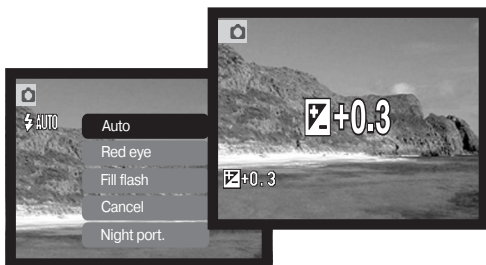 AUTO
Auto
Red eye
Fill flash
Cancel
Night port.
+0.3
+0.3